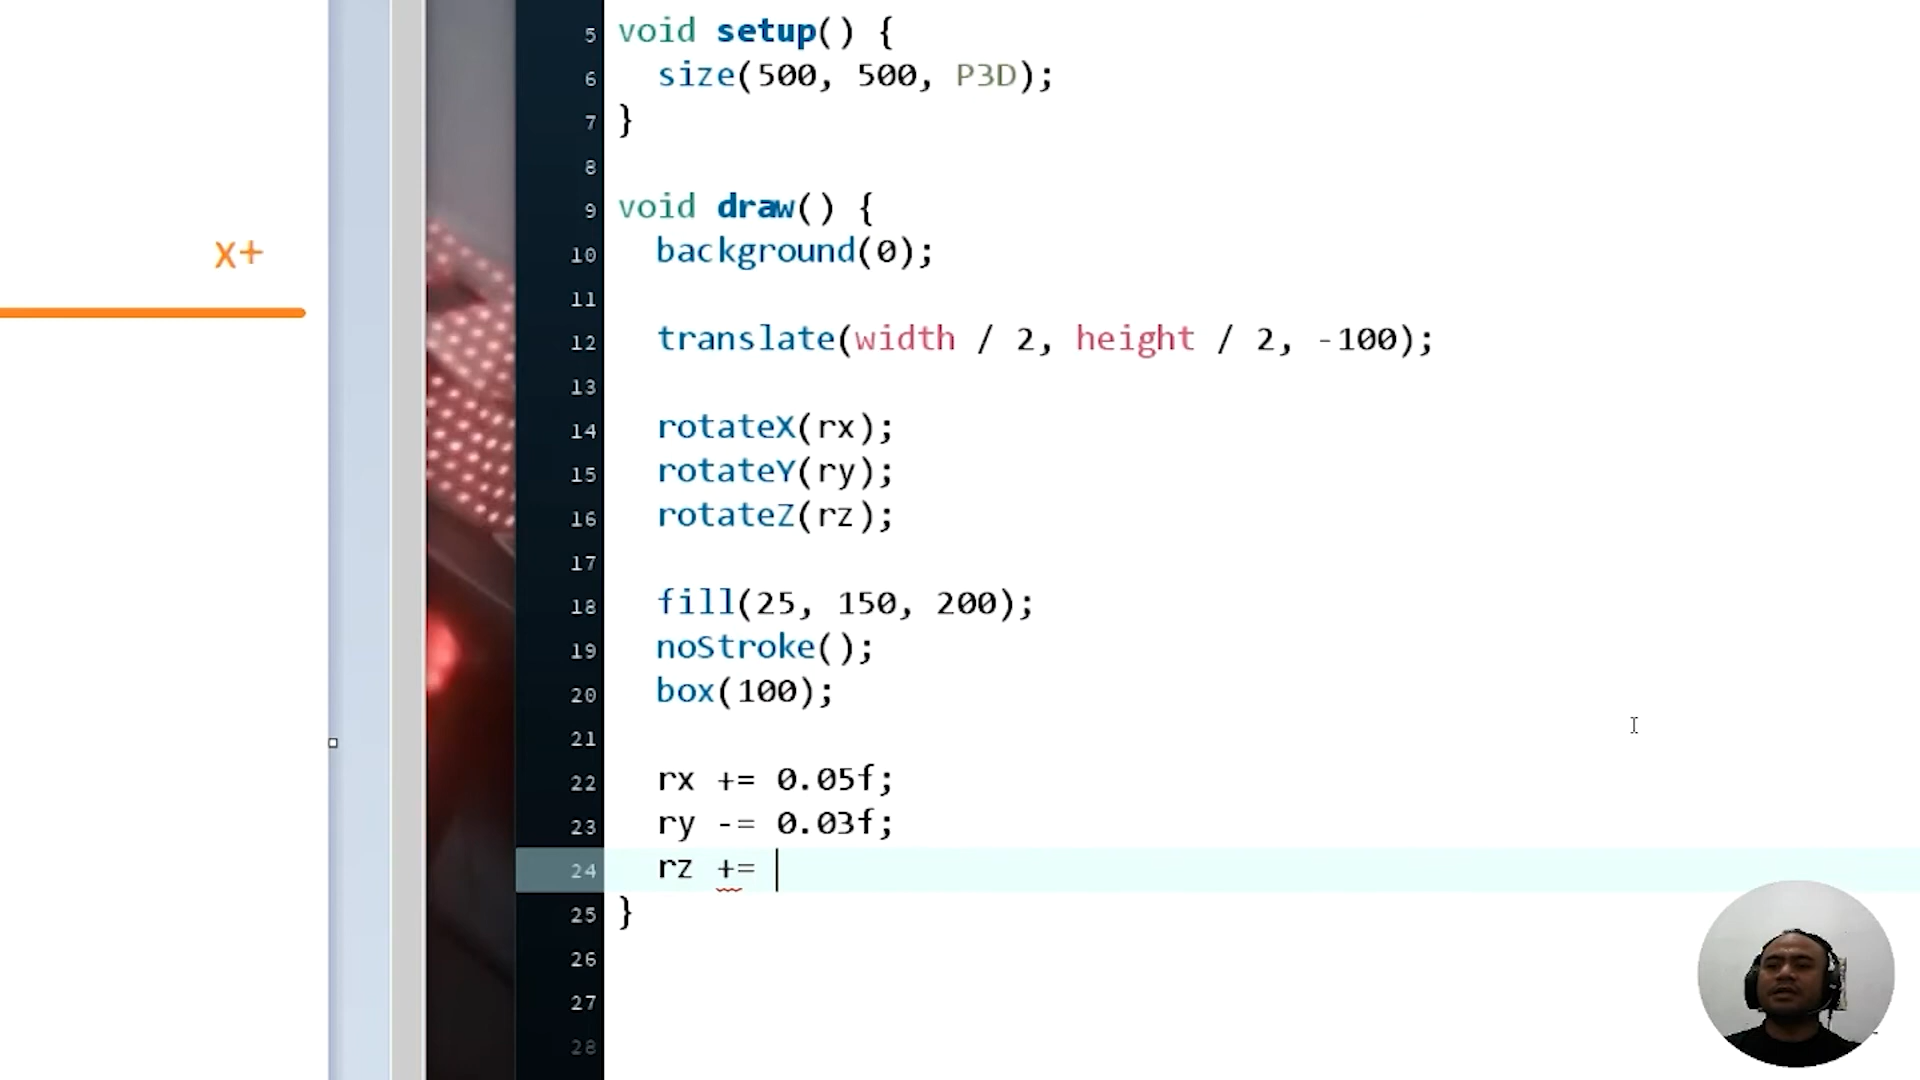 x+
5 void setup() {
6 size(500, 500, P3D);
7 }
8
9 void draw() {
10 background(0);
11
12 translate(width / 2, height / 2, -100);
13
14 rotateX(rx);
15 rotateY(ry);
16 rotateZ(rz);
17
18 fill(25, 150, 200);
19 noStroke();
20 box(100);
21
22 rx += 0.05f;
23 ry -= 0.03f;
24 rz +=
25 }
26
27
28